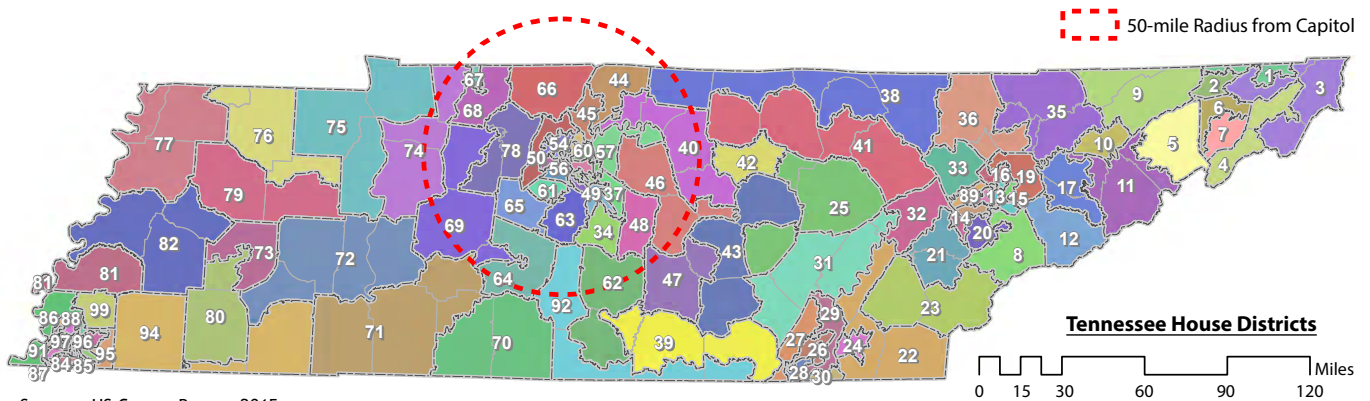 50-mile Radius from Capitol
67 66 44 1 3
2
9
77 76 75 68 45 38 36 35 6
74 78 54 60 57 40 41 10 5 7
50 42 33 16 19 4
79 56 46 89 13 15 17 11
61 49 37 25
82 69 65 63 34 48 32 14 20 12
73 72 43 31 21 8
81 64 62 47
81 92 23
86 88 99 29
94 80 71 70 39 27
97 96 26 24 22
91 95
84 85 28 30
87
Tennessee House Districts
Miles
0 15 30 60 90 120